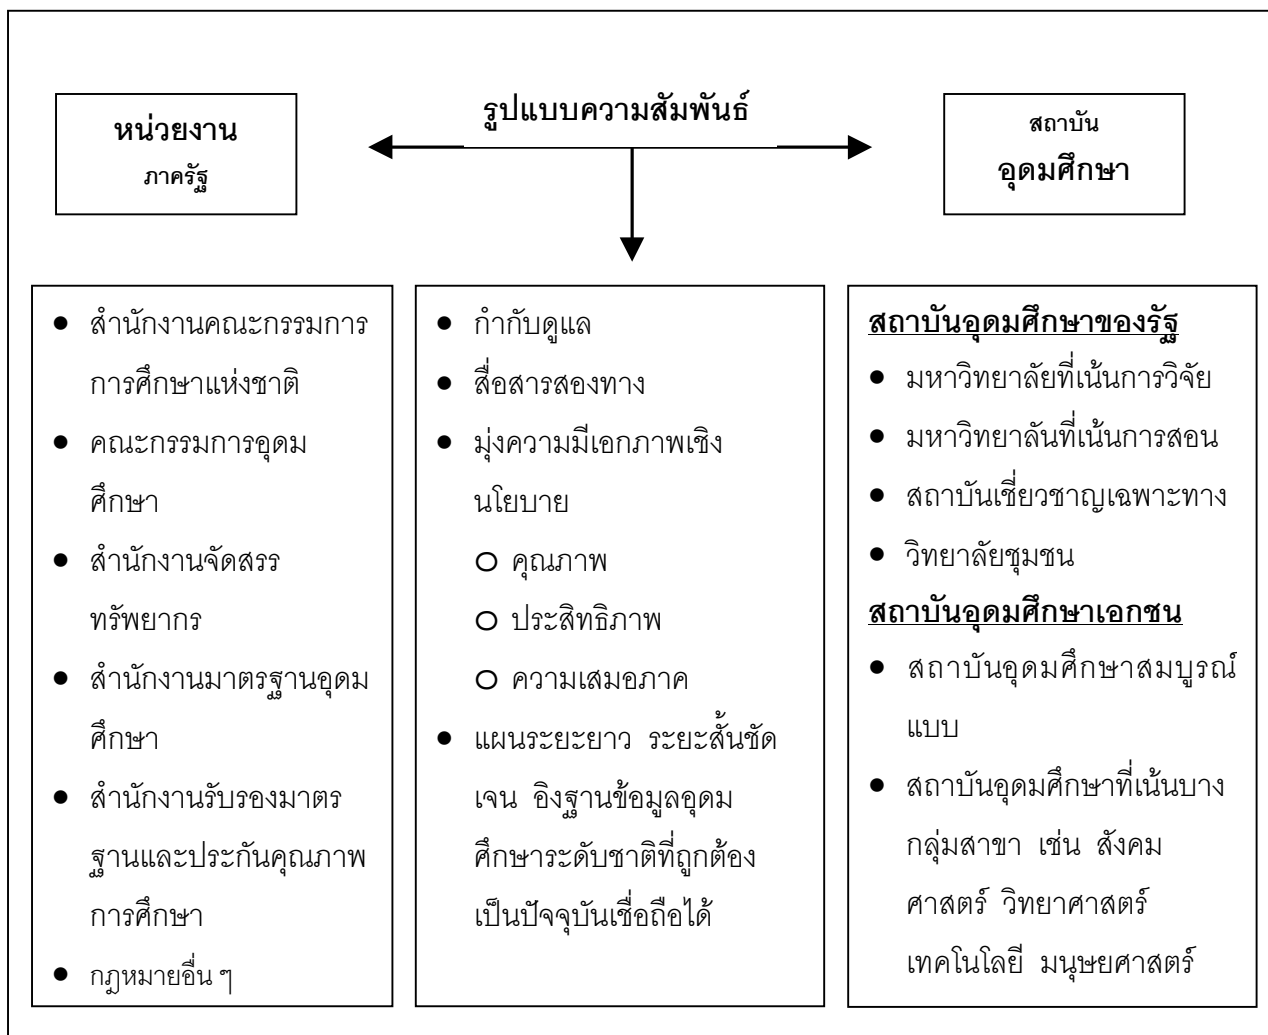 หน่วยงาน
ภาครัฐ
รูปแบบความสัมพันธ์
สถาบัน
อุดมศึกษา
● สำนักงานคณะกรรมการ
การศึกษาแห่งชาติ
● คณะกรรมการอุดม
ศึกษา
● สำนักงานจัดสรร
ทรัพยากร
● สำนักงานมาตรฐานอุดม
ศึกษา
● สำนักงานรับรองมาตร
ฐานและประกันคุณภาพ
การศึกษา
● กฎหมายอื่น ๆ
● กำกับดูแล
● สื่อสารสองทาง
● มุ่งความมีเอกภาพเชิง
นโยบาย
O คุณภาพ
O ประสิทธิภาพ
O ความเสมอภาค
● แผนระยะยาว ระยะสั้นชัด
เจน อิงฐานข้อมูลอุดม
ศึกษาระดับชาติที่ถูกต้อง
เป็นปัจจุบันเชื่อถือได้
สถาบันอุดมศึกษาของรัฐ
● มหาวิทยาลัยที่เน้นการวิจัย
● มหาวิทยาลันที่เน้นการสอน
● สถาบันเชี่ยวชาญเฉพาะทาง
● วิทยาลัยชุมชน
สถาบันอุดมศึกษาเอกชน
● สถาบันอุดมศึกษาสมบูรณ์
แบบ
● สถาบันอุดมศึกษาที่เน้นบาง
กลุ่มสาขา เช่น สังคม
ศาสตร์ วิทยาศาสตร์
เทคโนโลยี มนุษยศาสตร์